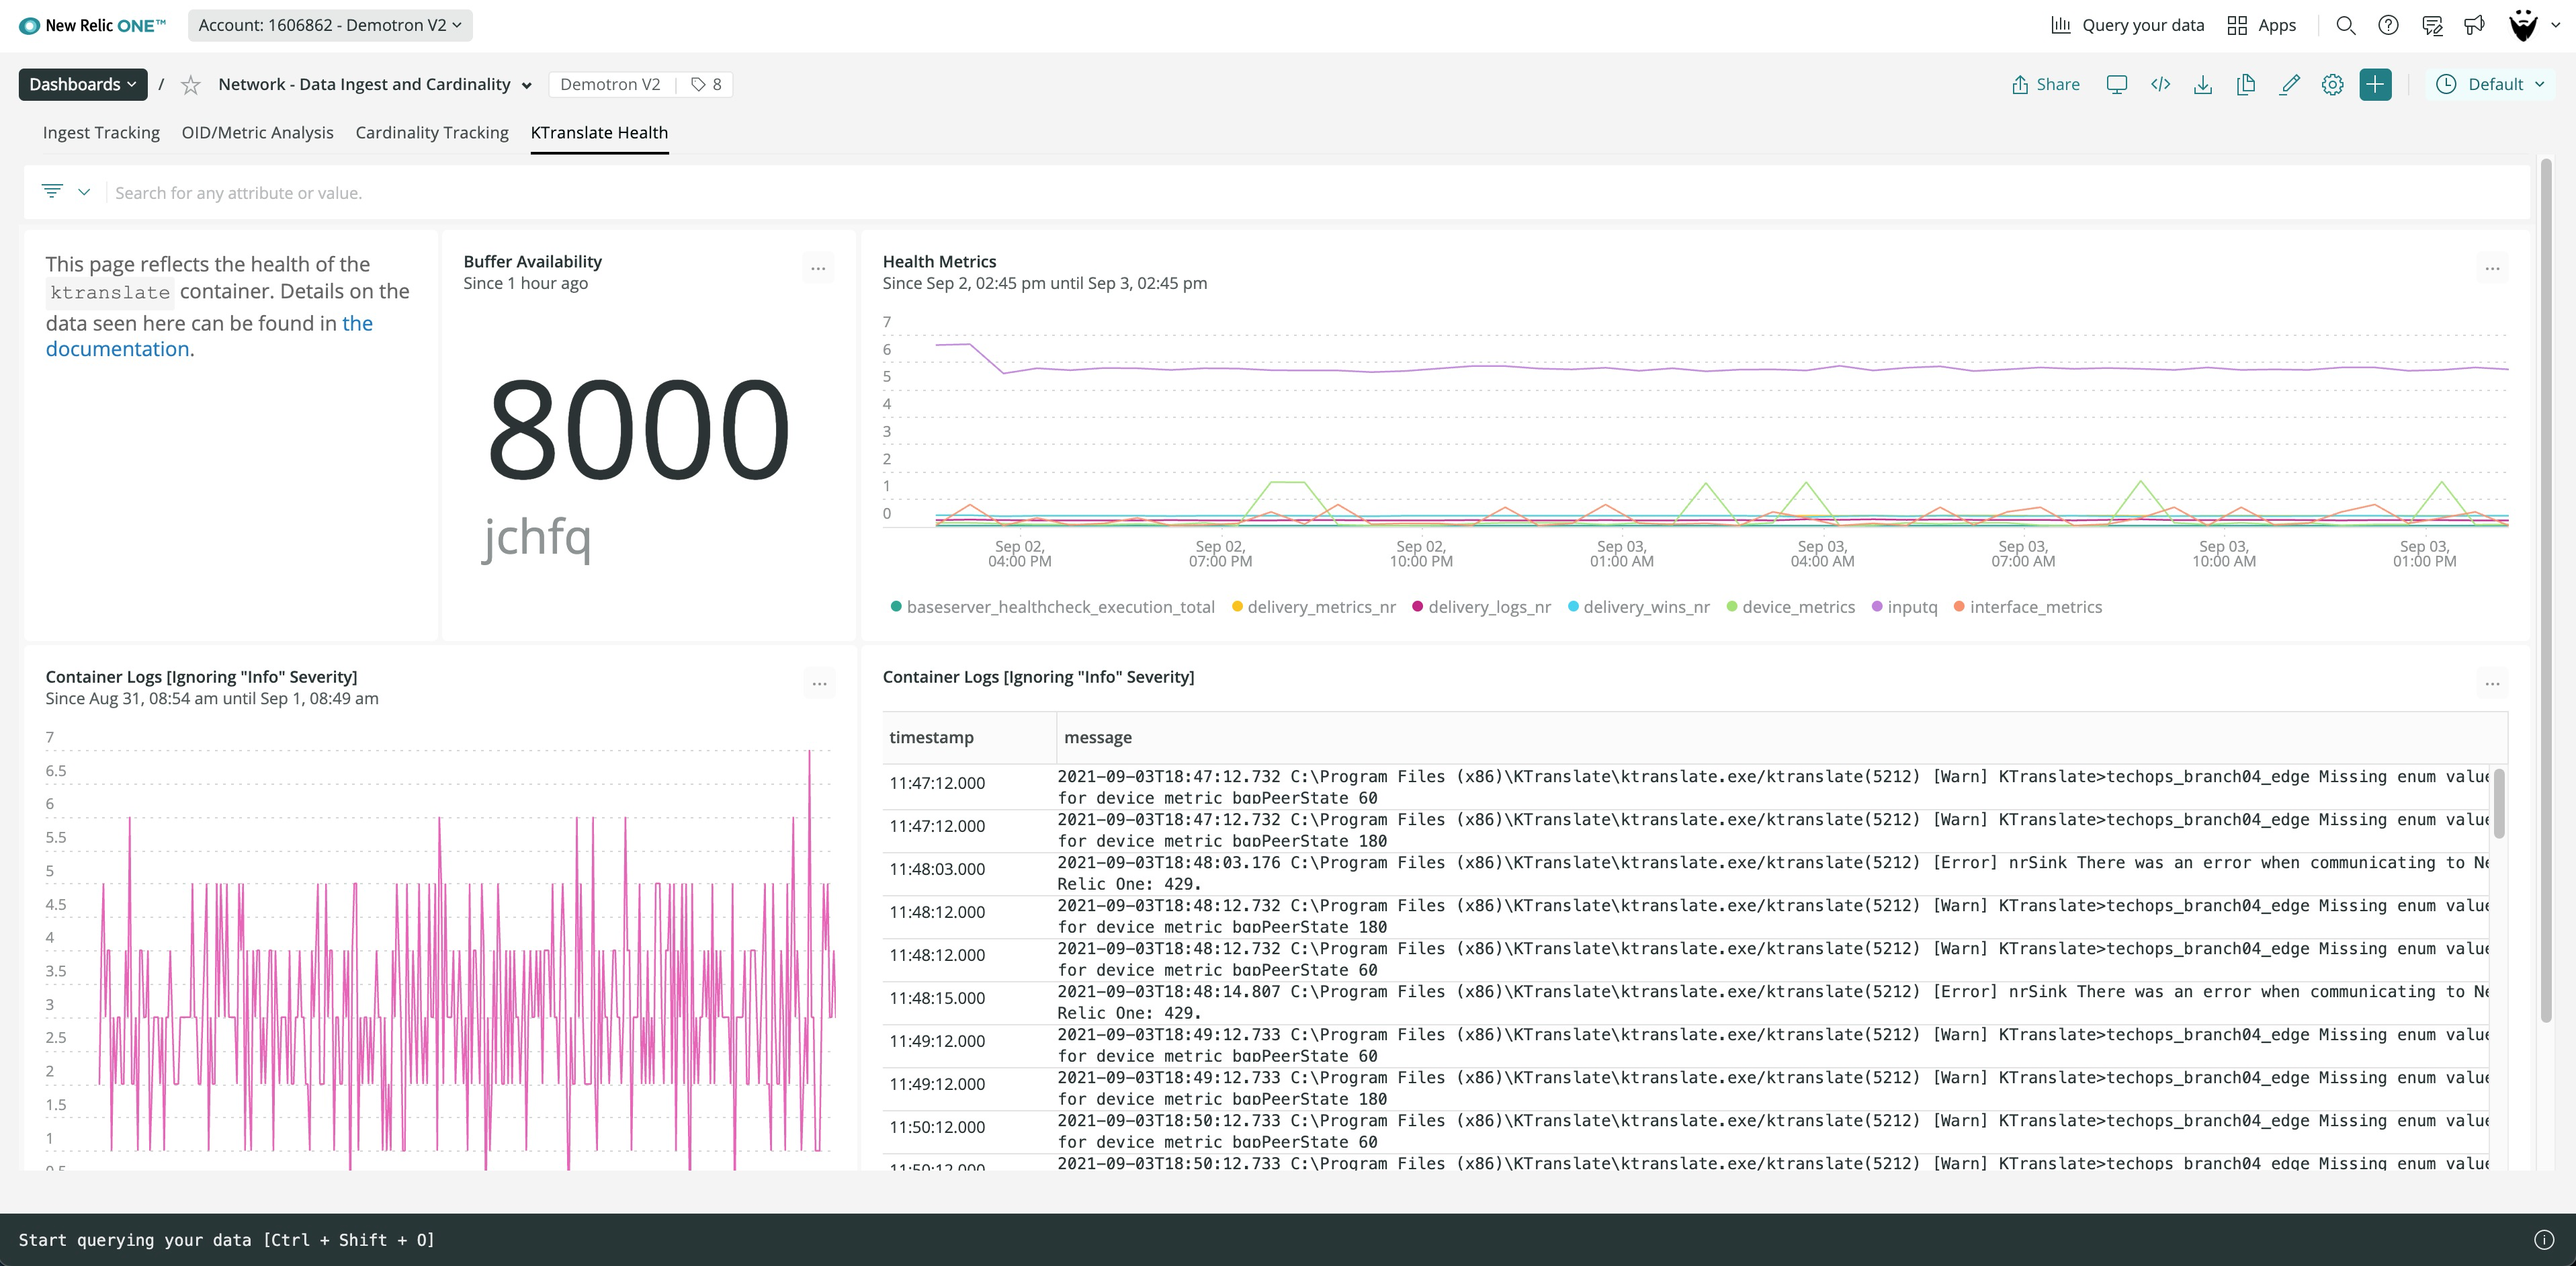 New Relic ONE™ Account: 1606862 - Demotron V2 Query your data Apps
Dashboards / Network - Data Ingest and Cardinality Demotron V2 8 Share Default
Ingest Tracking OID/Metric Analysis Cardinality Tracking KTranslate Health
Search for any attribute or value.
This page reflects the health of the
ktranslate container. Details on the
data seen here can be found in the
documentation.
Buffer Availability
Since 1 hour ago
8000
jchfq
Health Metrics
Since Sep 2, 02:45 pm until Sep 3, 02:45 pm
7
6
5
4
3
2
1
0
Sep 02, Sep 02, Sep 02, Sep 03, Sep 03, Sep 03, Sep 03, Sep 03,
04:00 PM 07:00 PM 10:00 PM 01:00 AM 04:00 AM 07:00 AM 10:00 AM 01:00 PM
baseserver_healthcheck_execution_total delivery_metrics_nr delivery_logs_nr delivery_wins_nr device_metrics inputq interface_metrics
Container Logs [Ignoring "Info" Severity]
Since Aug 31, 08:54 am until Sep 1, 08:49 am
7
6.5
6
5.5
5
4.5
4
3.5
3
2.5
2
1.5
1
0.5
Container Logs [Ignoring "Info" Severity]
timestamp message
11:47:12.000 2021-09-03T18:47:12.732 C:\Program Files (x86)\KTranslate\ktranslate.exe/ktranslate(5212) [Warn] KTranslate>techops_branch04_edge Missing enum value
for device metric bgpPeerState 60
11:47:12.000 2021-09-03T18:47:12.732 C:\Program Files (x86)\KTranslate\ktranslate.exe/ktranslate(5212) [Warn] KTranslate>techops_branch04_edge Missing enum value
for device metric bgpPeerState 180
11:48:03.000 2021-09-03T18:48:03.176 C:\Program Files (x86)\KTranslate\ktranslate.exe/ktranslate(5212) [Error] nrSink There was an error when communicating to Ne
Relic One: 429.
11:48:12.000 2021-09-03T18:48:12.732 C:\Program Files (x86)\KTranslate\ktranslate.exe/ktranslate(5212) [Warn] KTranslate>techops_branch04_edge Missing enum value
for device metric bgpPeerState 180
11:48:12.000 2021-09-03T18:48:12.732 C:\Program Files (x86)\KTranslate\ktranslate.exe/ktranslate(5212) [Warn] KTranslate>techops_branch04_edge Missing enum value
for device metric bgpPeerState 60
11:48:15.000 2021-09-03T18:48:14.807 C:\Program Files (x86)\KTranslate\ktranslate.exe/ktranslate(5212) [Error] nrSink There was an error when communicating to Ne
Relic One: 429.
11:49:12.000 2021-09-03T18:49:12.733 C:\Program Files (x86)\KTranslate\ktranslate.exe/ktranslate(5212) [Warn] KTranslate>techops_branch04_edge Missing enum value
for device metric bgpPeerState 60
11:49:12.000 2021-09-03T18:49:12.733 C:\Program Files (x86)\KTranslate\ktranslate.exe/ktranslate(5212) [Warn] KTranslate>techops_branch04_edge Missing enum value
for device metric bgpPeerState 180
11:50:12.000 2021-09-03T18:50:12.733 C:\Program Files (x86)\KTranslate\ktranslate.exe/ktranslate(5212) [Warn] KTranslate>techops_branch04_edge Missing enum value
for device metric bgpPeerState 60
11:50:12.000 2021-09-03T18:50:12.733 C:\Program Files (x86)\KTranslate\ktranslate.exe/ktranslate(5212) [Warn] KTranslate>techops_branch04_edge Missing enum value
Start querying your data [Ctrl + Shift + O]